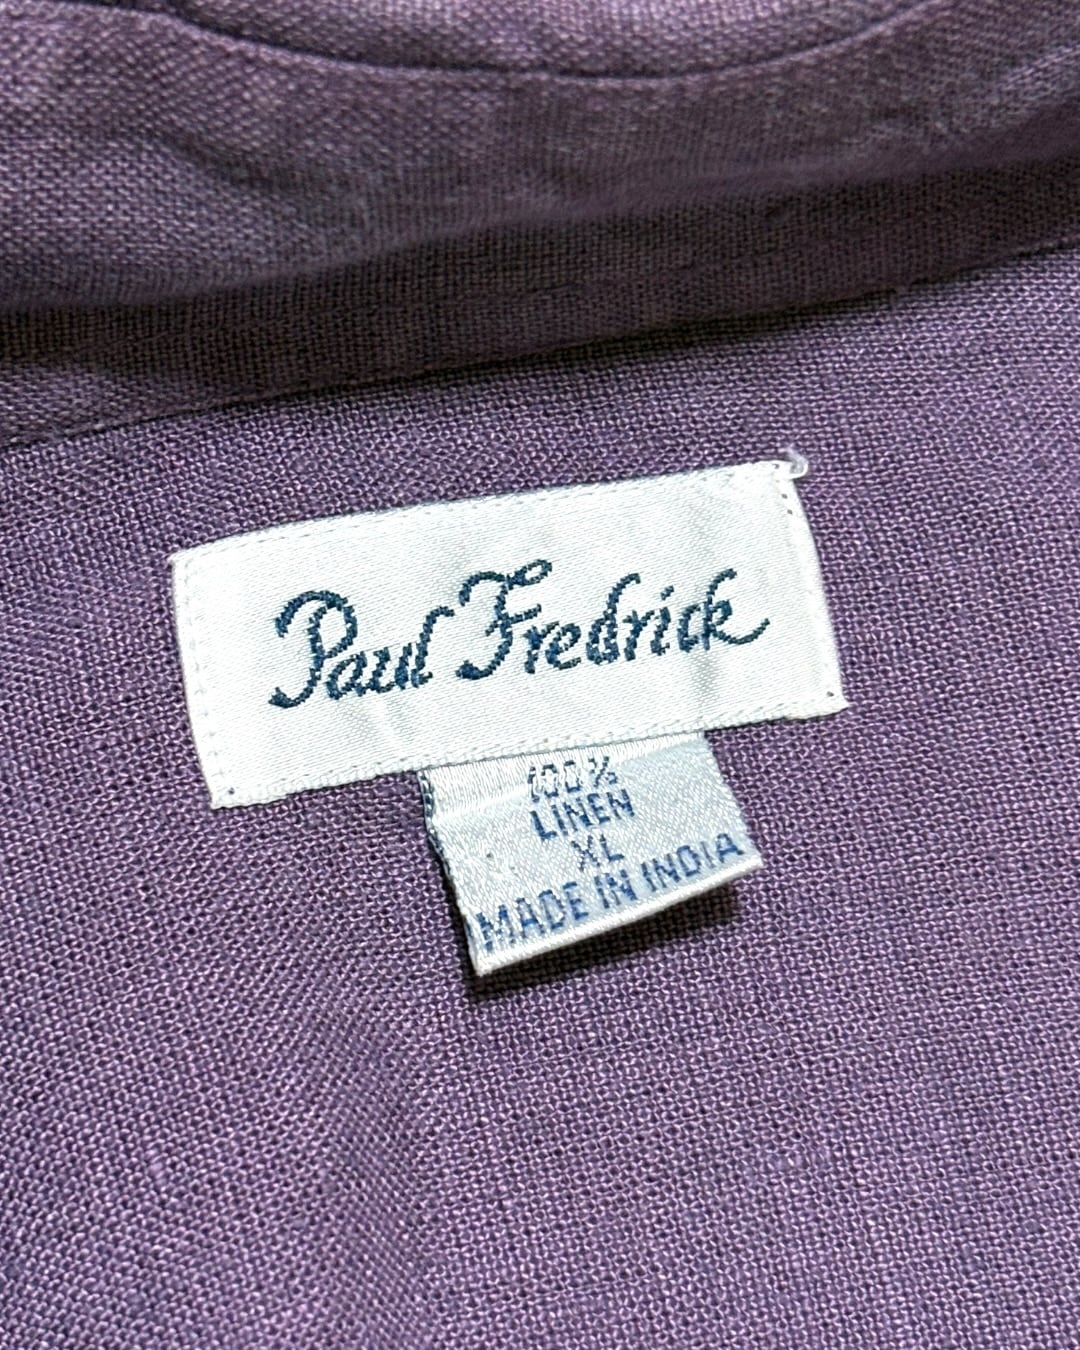 Paul Fredrick
100%
LINEN
XL
MADE IN INDIA